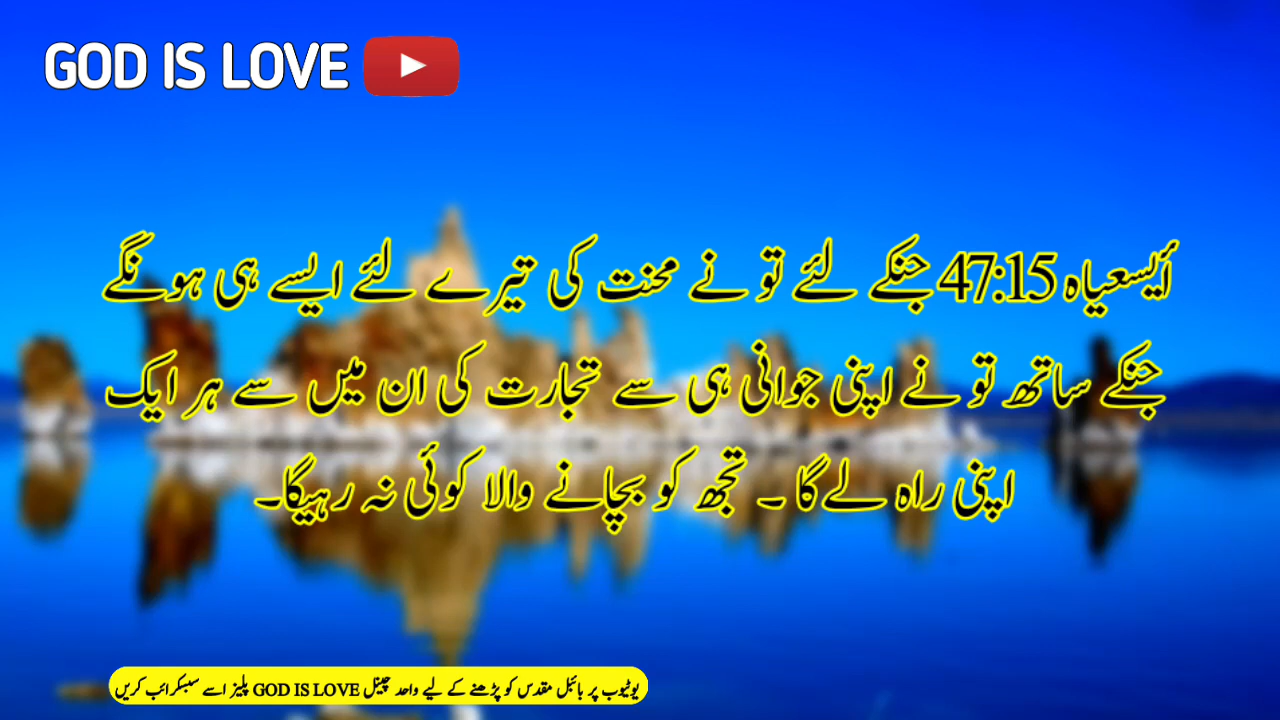 GOD IS LOVE
أیسعیاہ 47:15 جنکے لئے تو نے محنت کی تیرے لئے ایسے ہی ہونگے
جنکے ساتھ تو نے اپنی جوانی ہی سے تجارت کی ان میں سے ہر ایک
اپنی راہ لے گا ۔ تجھ کو بچانے والا کوئی نہ رہیگا۔
یوٹیوب پر بائبل مقدس کو پڑھنے کے لیے واحد چینل GOD IS LOVE پلیز اسے سبسکرائب کریں